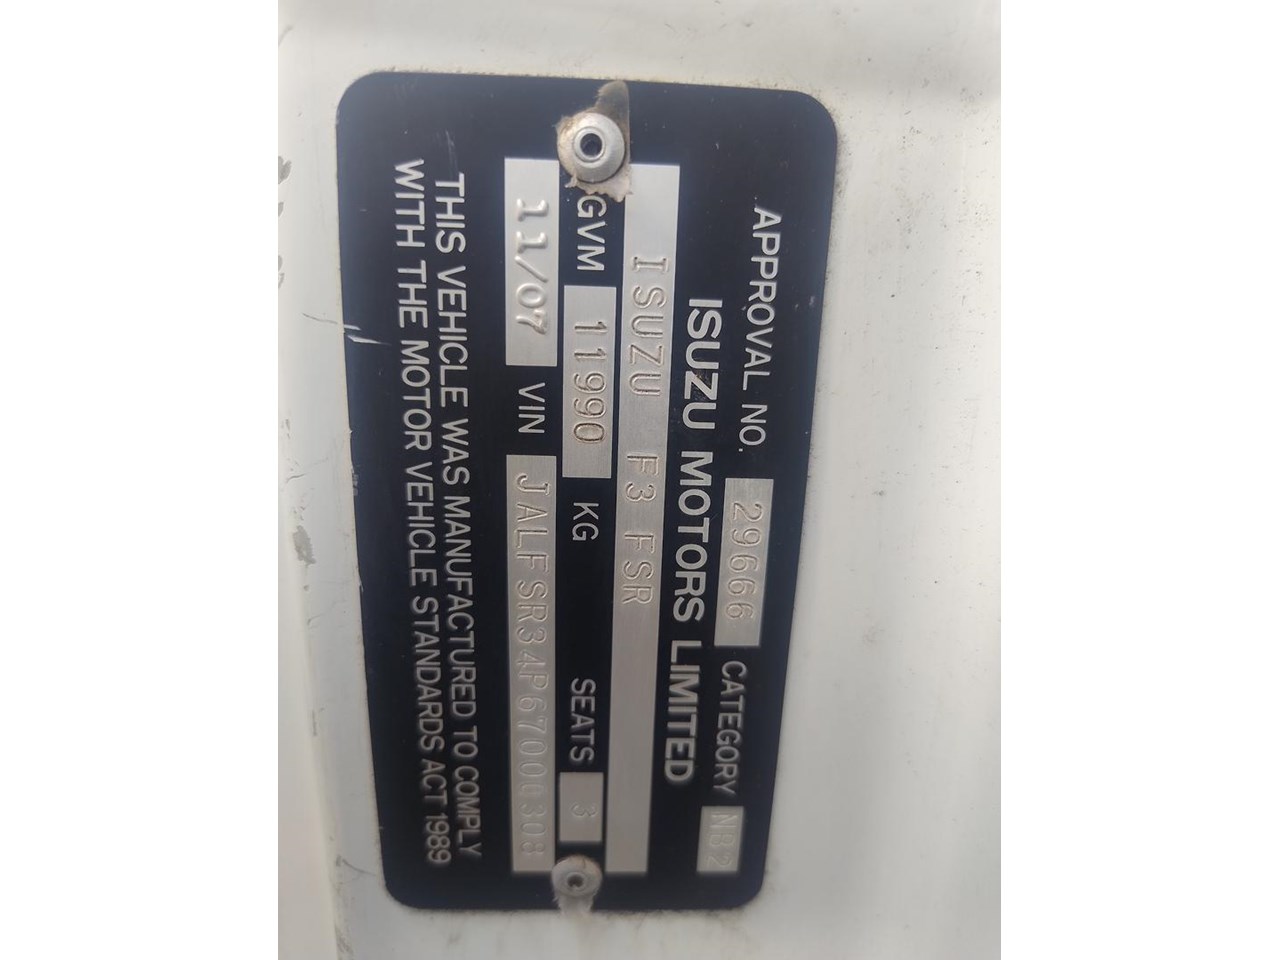 APPROVAL NO. 29666 CATEGORY NB2
ISUZU MOTORS LIMITED
ISUZU F3 FSR
GVM 11990 KG SEATS 3
11/07 VIN JALFSR34P67000308
THIS VEHICLE WAS MANUFACTURED TO COMPLY
WITH THE MOTOR VEHICLE STANDARDS ACT 1989